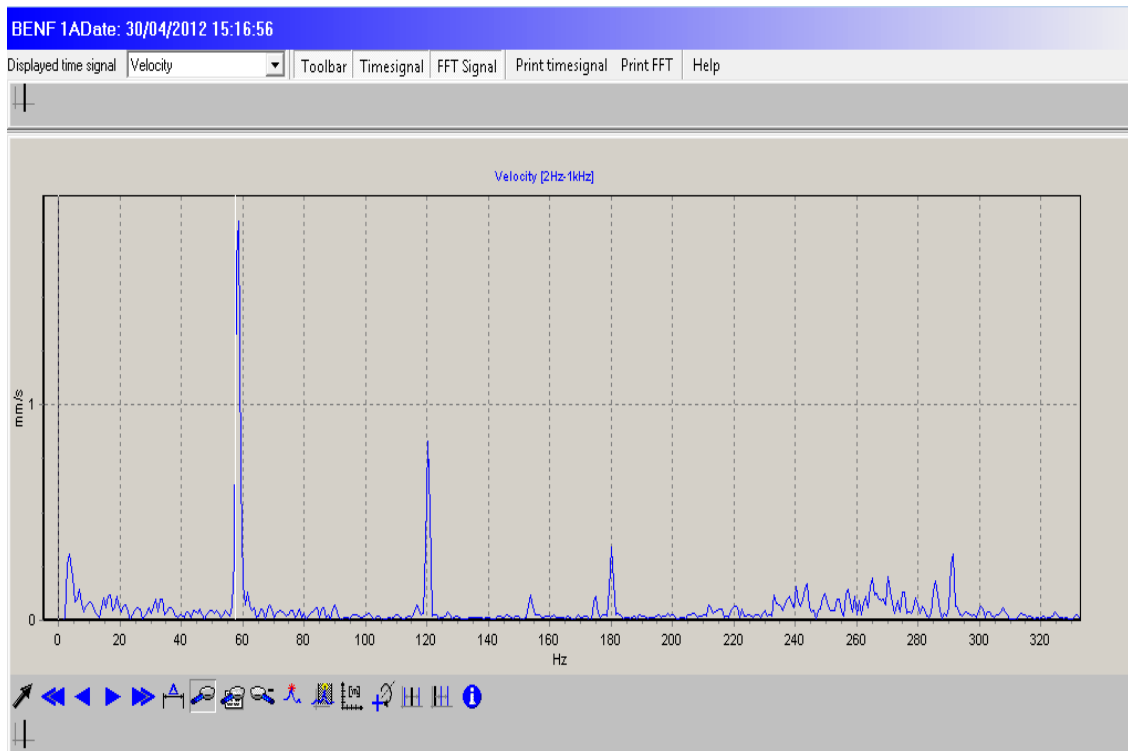 BENF 1ADate: 30/04/2012 15:16:56
Displayed time signal Velocity Toolbar Timesignal FFT Signal Print timesignal Print FFT Help
Velocity [2Hz-1kHz]
mm/s
1
0
0 20 40 60 80 100 120 140 160 180 200 220 240 260 280 300 320
Hz
Δ [n] i